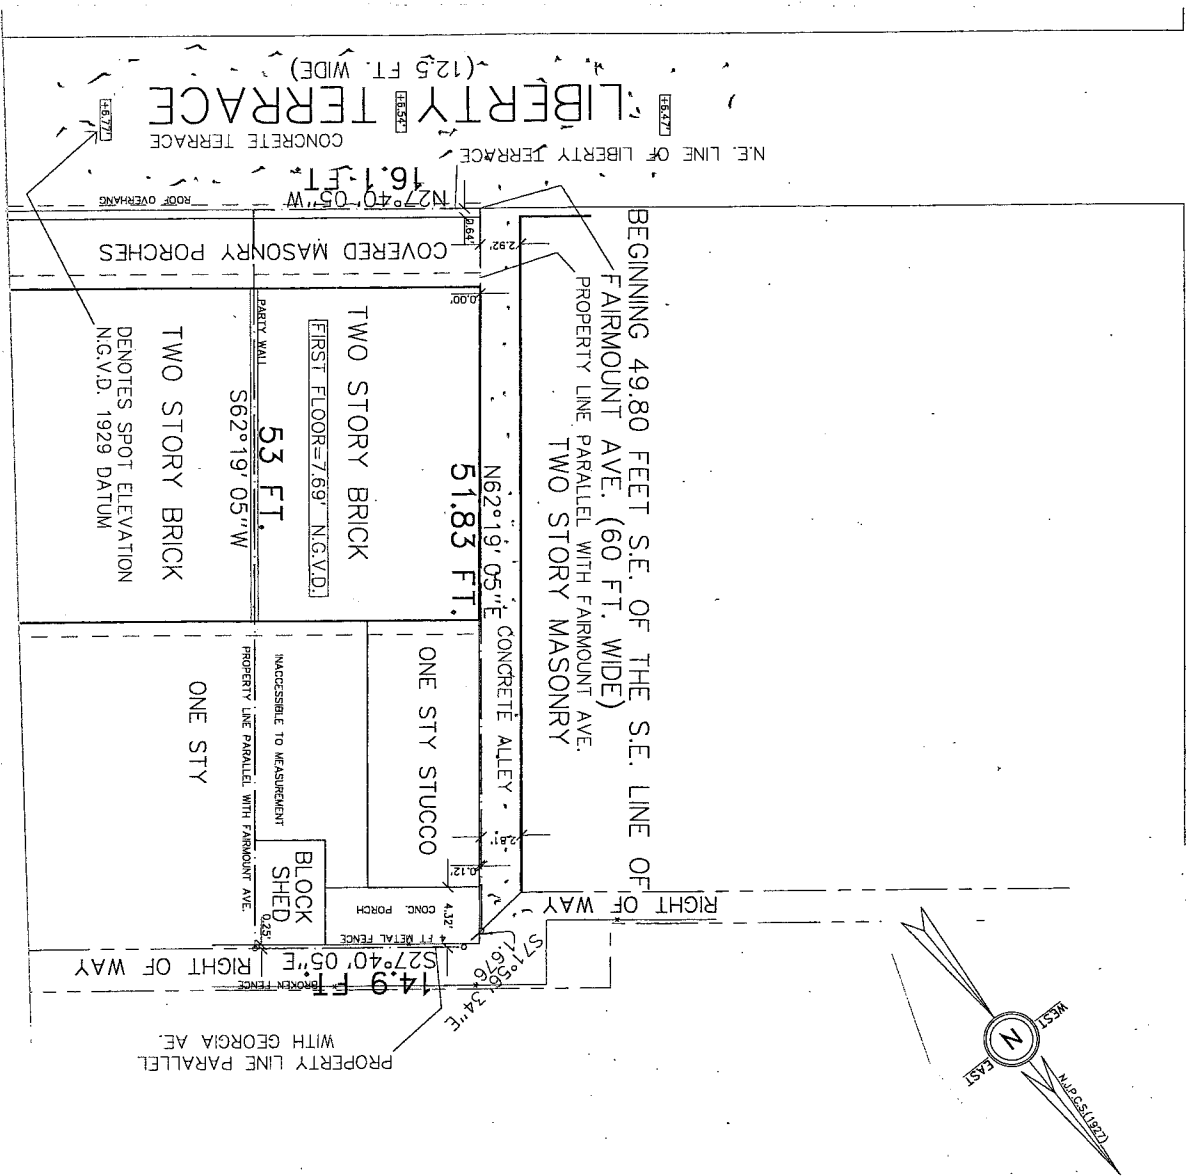 (12.5 FT. WIDE)
LIBERTY TERRACE
+6.77'
+6.54'
+6.47'
CONCRETE TERRACE
N.E. LINE OF LIBERTY TERRACE
16.1 FT.
N27°40'05"W
ROOF OVERHANG
COVERED MASONRY PORCHES
2.92'
0.00'
BEGINNING 49.80 FEET S.E. OF THE S.E. LINE OF
FAIRMOUNT AVE. (60 FT. WIDE)
PROPERTY LINE PARALLEL WITH FAIRMOUNT AVE.
TWO STORY MASONRY
N62°19'05"E
CONCRETE ALLEY
51.83 FT.
TWO STORY BRICK
FIRST FLOOR=7.69' N.G.V.D.
PARTY WALL
53 FT.
S62°19'05"W
TWO STORY BRICK
DENOTES SPOT ELEVATION
N.G.V.D. 1929 DATUM
ONE STY STUCCO
INACCESSIBLE TO MEASUREMENT
PROPERTY LINE PARALLEL WITH FAIRMOUNT AVE.
ONE STY
2.81'
0.12'
BLOCK
SHED
CONC. PORCH
4.32'
4 FT METAL FENCE
0.25'
RIGHT OF WAY
S27°40'05"E
RIGHT OF WAY
14.9 FT.
BROKEN FENCE
S71°56'34"E
1.676'
PROPERTY LINE PARALLEL
WITH GEORGIA AE.
N
WEST
EAST
N.J.P.C.S.(1927)